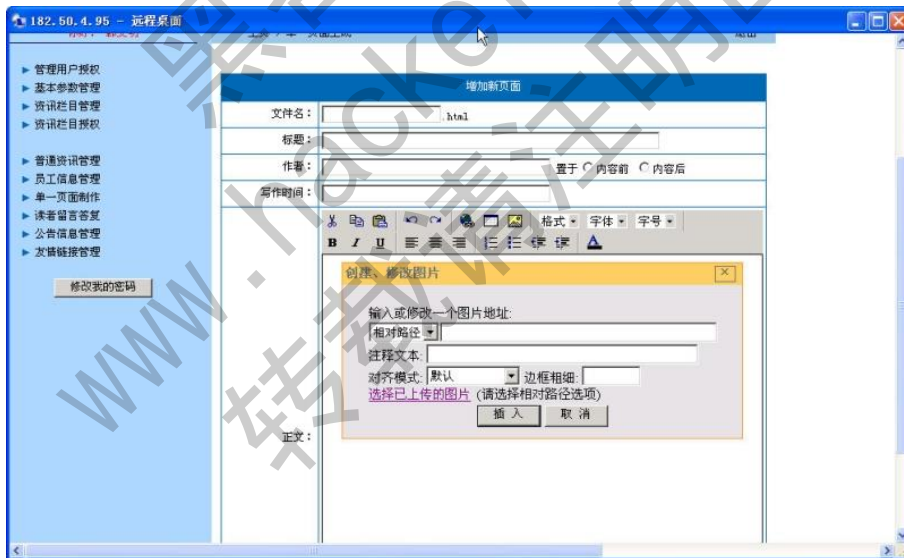 182.50.4.95 - 远程桌面
管理用户授权
基本参数管理
资讯栏目管理
资讯栏目授权
普通资讯管理
员工信息管理
单一页面制作
读者留言答复
公告信息管理
友情链接管理
修改我的密码
增加新页面
文件名:
.html
标题:
作者:
置于 内容前 内容后
写作时间:
格式 字体 字号
B I U A
创建、修改图片
输入或修改一个图片地址:
相对路径
注释文本:
对齐模式: 默认 边框粗细:
选择已上传的图片 (请选择相对路径选项)
插入 取消
正文:
www.hacker
转载请注明